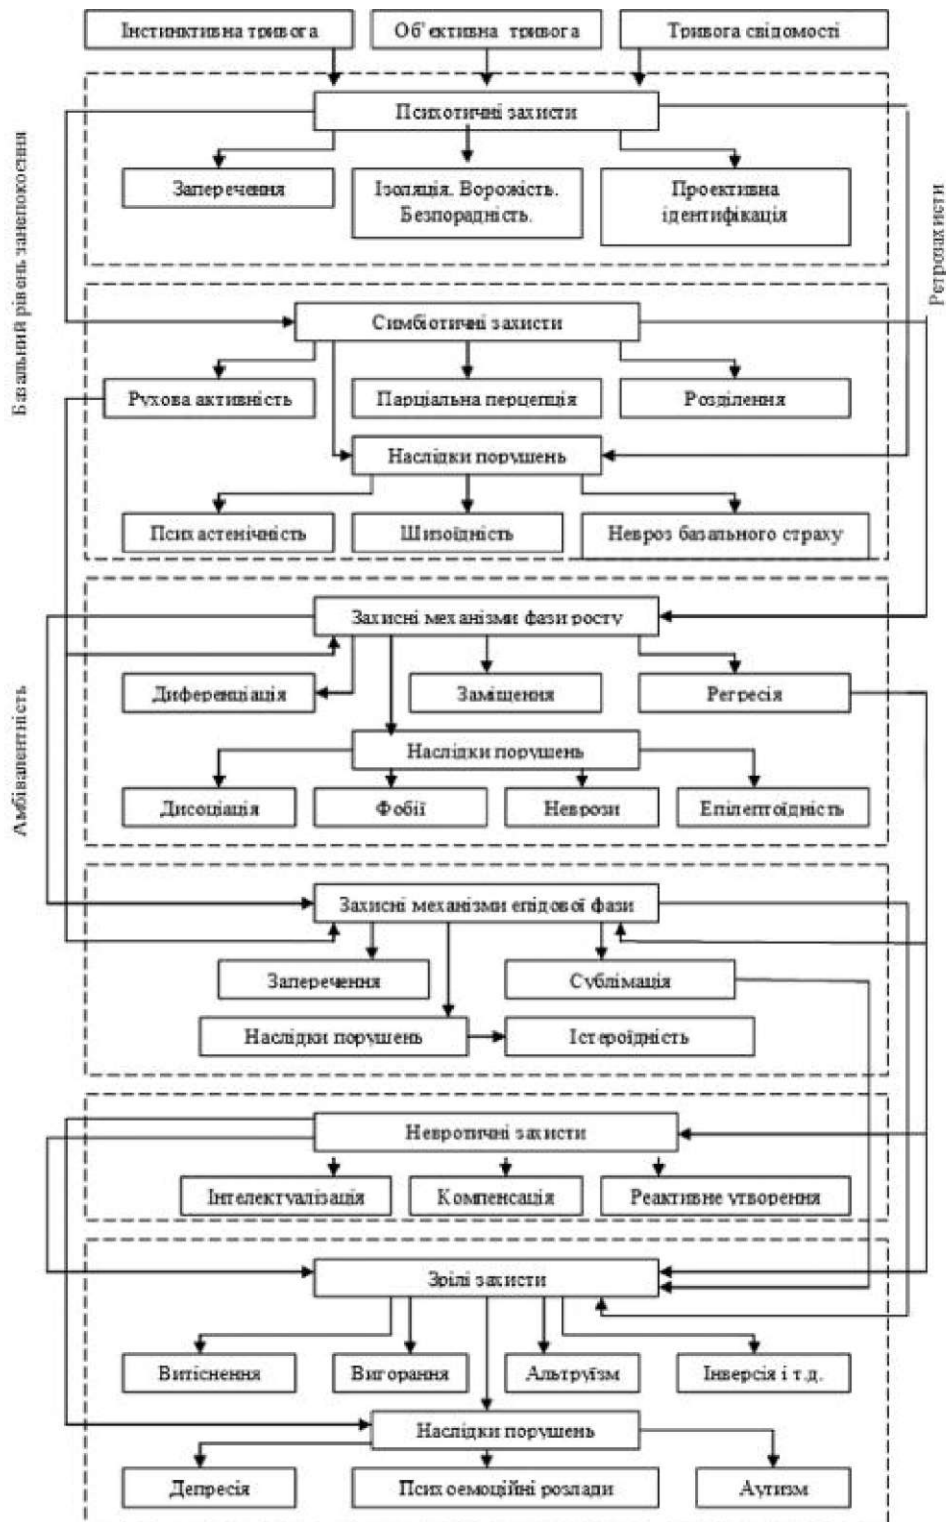 Інстинктивна тривога
Об'єктивна тривога
Тривога свідомості
Базальний рівень занепокоєння
Ретрозахисти
Психотичні захисти
Заперечення
Ізоляція. Ворожість.
Безпорадність.
Проективна
ідентифікація
Симбіотичні захисти
Рухова активність
Парціальна перцепція
Розділення
Наслідки порушень
Психастенічність
Шизоїдність
Невроз базального страху
Амбівалентність
Захисні механізми фази росту
Диференціація
Заміщення
Регресія
Наслідки порушень
Дисоціація
Фобії
Неврози
Епілептоїдність
Захисні механізми епідової фази
Заперечення
Сублімація
Наслідки порушень
Істероїдність
Невротичні захисти
Інтелектуалізація
Компенсація
Реактивне утворення
Зрілі захисти
Витіснення
Вигорання
Альтруїзм
Інверсія і т.д.
Наслідки порушень
Депресія
Психоемоційні розлади
Аутизм